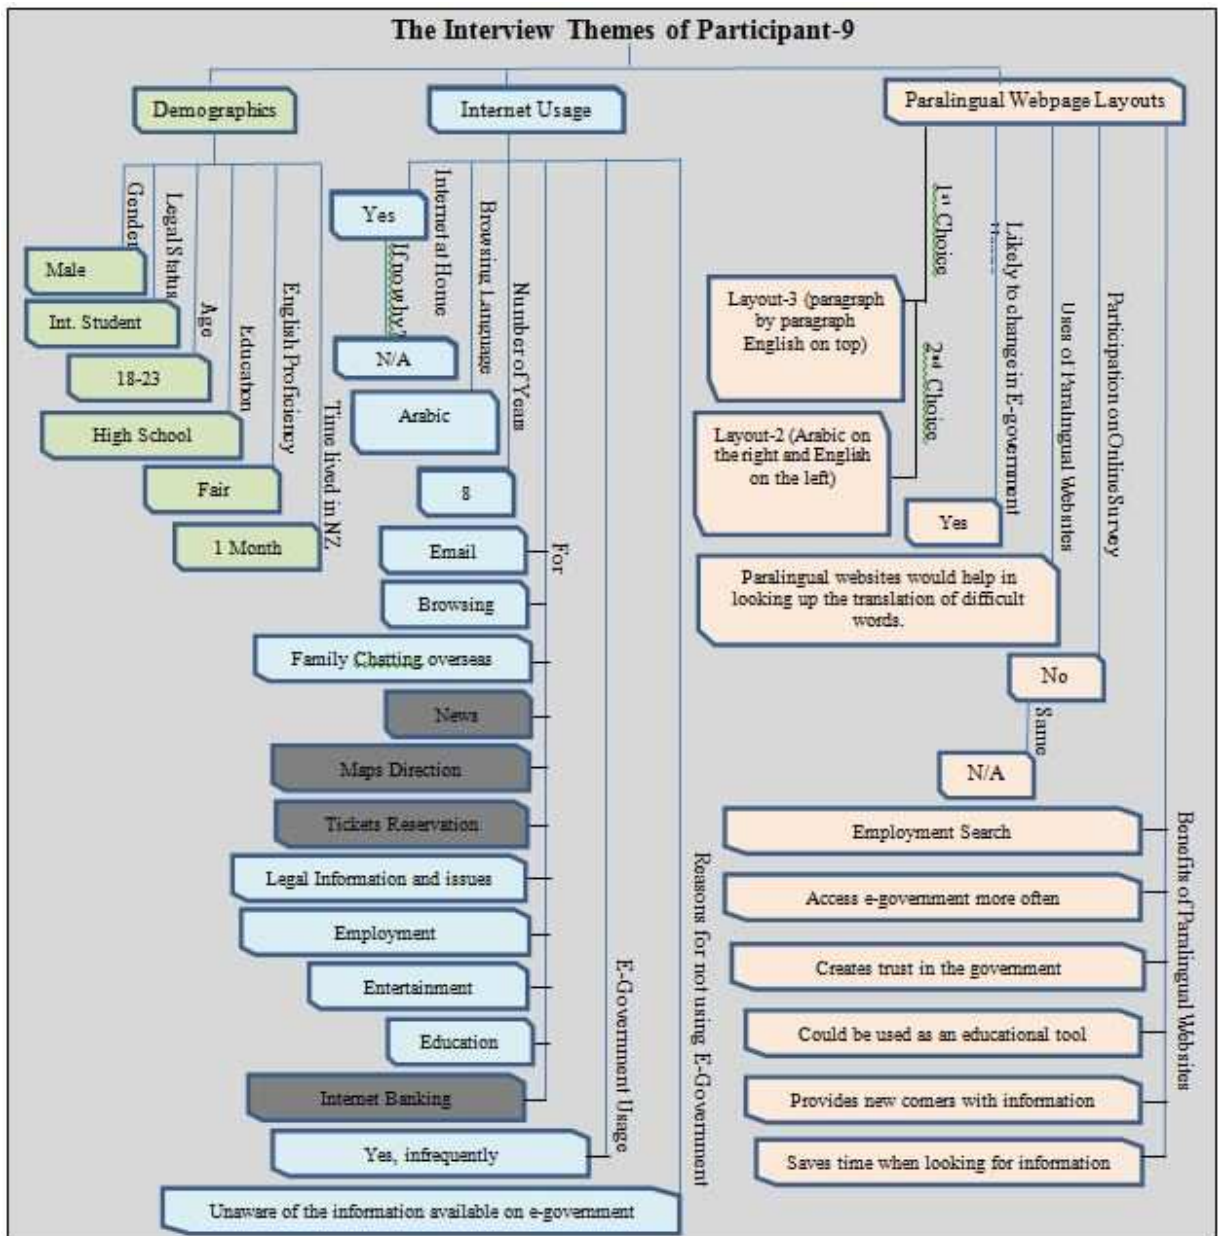 The Interview Themes of Participant-9
Demographics
Internet Usage
Paralingual Webpage Layouts
Gender
Legal Status
Age
Education
English Proficiency
Time lived in NZ
Male
Int. Student
18-23
High School
Fair
1 Month
Internet at Home
Browsing Language
Number of Years
For
E-Government Usage
Reasons for not using E-Government
Yes
If no why?
N/A
Arabic
8
Email
Browsing
Family Chatting overseas
News
Maps Direction
Tickets Reservation
Legal Information and issues
Employment
Entertainment
Education
Internet Banking
Yes, infrequently
Unaware of the information available on e-government
1st Choice
2nd Choice
Likely to change in E-government
Uses of Paralingual Websites
Participation on Online Survey
Benefits of Paralingual Websites
Layout-3 (paragraph
by paragraph
English on top)
Layout-2 (Arabic on
the right and English
on the left)
Yes
Paralingual websites would help in
looking up the translation of difficult
words.
No
Same
N/A
Employment Search
Access e-government more often
Creates trust in the government
Could be used as an educational tool
Provides new comers with information
Saves time when looking for information